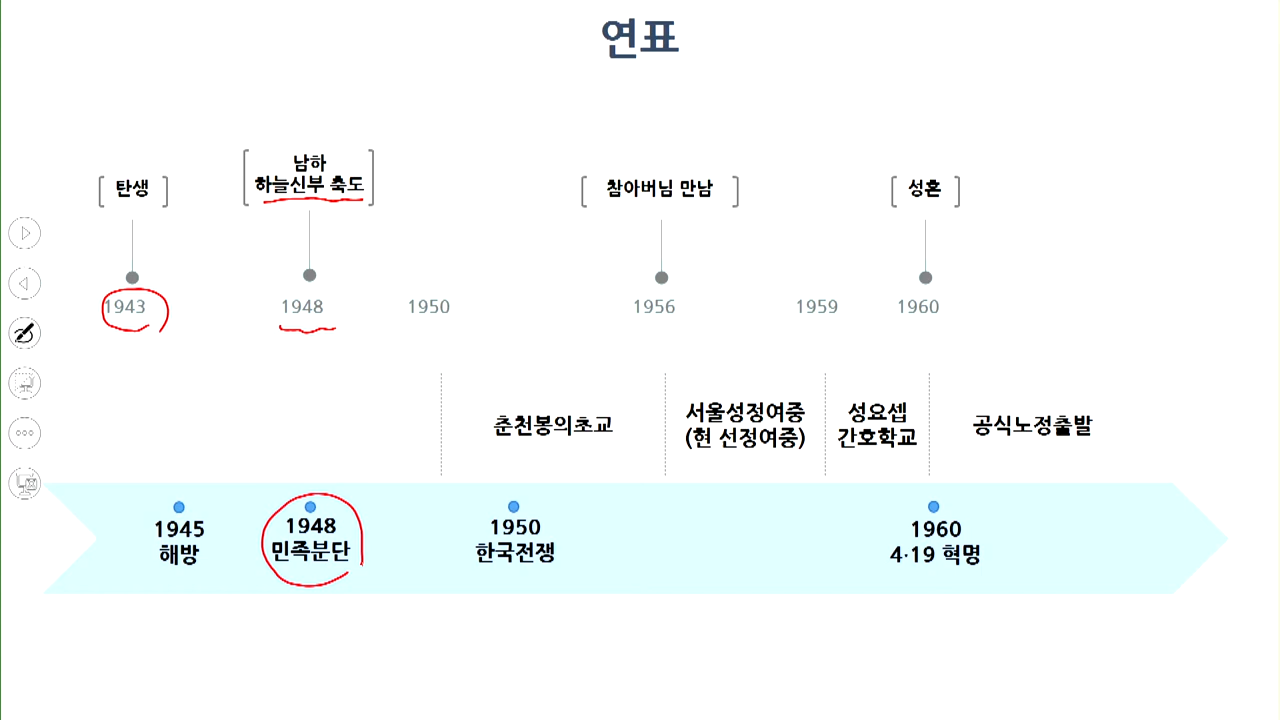 연표
탄생
남하
하늘신부 축도
참아버님 만남
성혼
1943
1948
1950
1956
1959
1960
춘천봉의초교
서울성정여중
(현 선정여중)
성요셉
간호학교
공식노정출발
1945
해방
1948
민족분단
1950
한국전쟁
1960
4·19 혁명